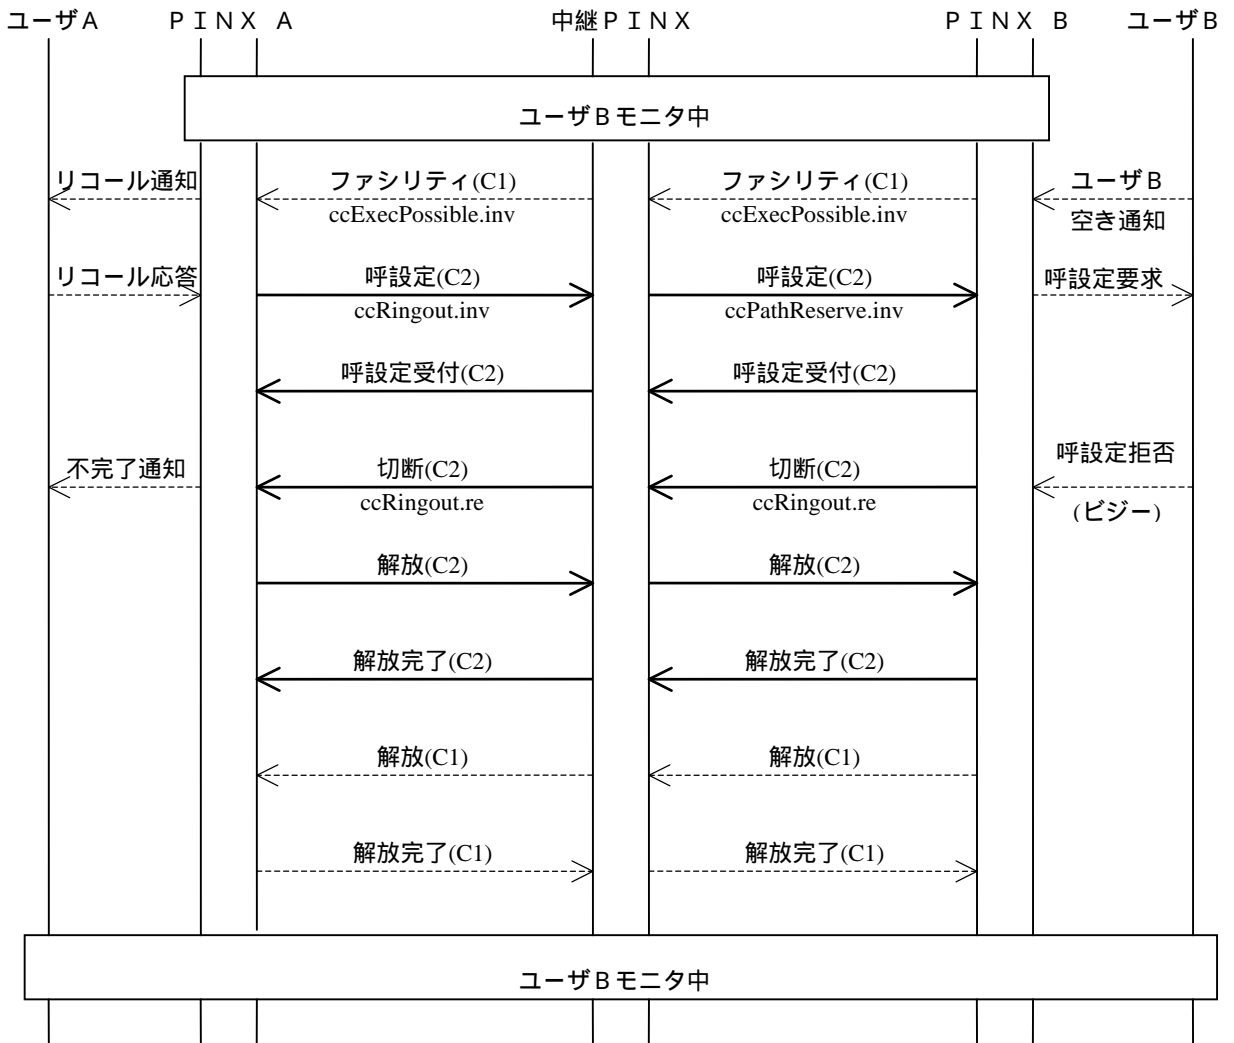 ユーザA　ＰＩＮＸ　A　中継ＰＩＮＸ　ＰＩＮＸ　B　ユーザB
ユーザBモニタ中
リコール通知　ファシリティ(C1)　ファシリティ(C1)　ユーザB
ccExecPossible.inv　ccExecPossible.inv　空き通知
リコール応答　呼設定(C2)　呼設定(C2)　呼設定要求
ccRingout.inv　ccPathReserve.inv
呼設定受付(C2)　呼設定受付(C2)
呼設定拒否
不完了通知　切断(C2)　切断(C2)
ccRingout.re　ccRingout.re　(ビジー)
解放(C2)　解放(C2)
解放完了(C2)　解放完了(C2)
解放(C1)　解放(C1)
解放完了(C1)　解放完了(C1)
ユーザBモニタ中